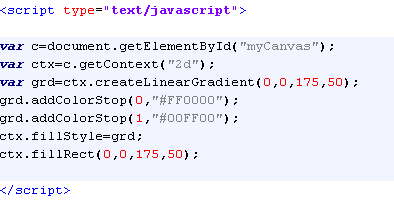 <script type="text/javascript">
var c=document.getElementById("myCanvas");
var ctx=c.getContext("2d");
var grd=ctx.createLinearGradient(0,0,175,50);
grd.addColorStop(0,"#FF0000");
grd.addColorStop(1,"#00FF00");
ctx.fillStyle=grd;
ctx.fillRect(0,0,175,50);
</script>